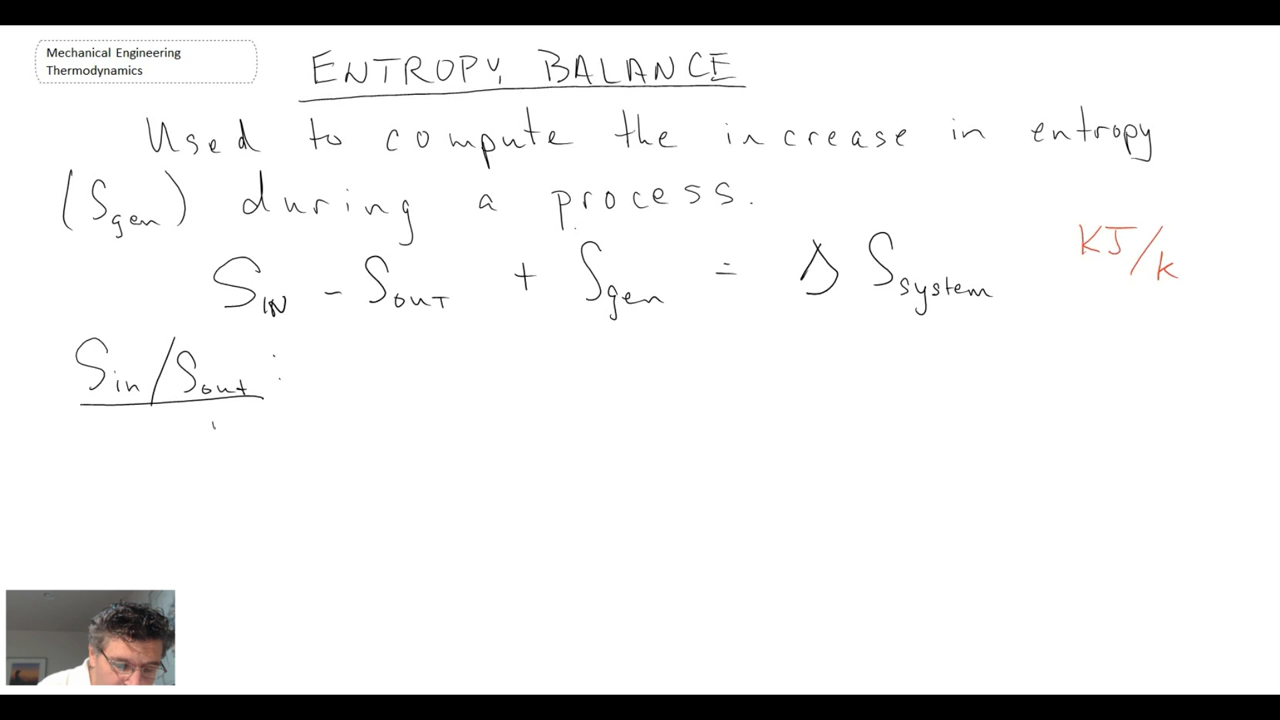 Mechanical Engineering
Thermodynamics
ENTROPY BALANCE
Used to compute the increase in entropy
(Sgen) during a process.
SIN - SOUT + Sgen = Δ Ssystem
KJ/K
Sin/Sout :